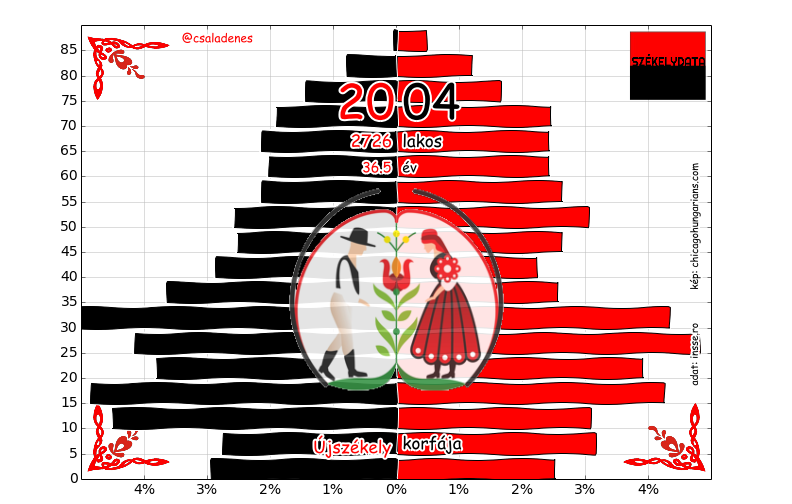 @csaladenes
SZÉKELYDATA
2004
2726 lakos
36.5 év
kép: chicagohungarians.com
adat: insse.ro
Újszékely korfája
85
80
75
70
65
60
55
50
45
40
35
30
25
20
15
10
5
0
4% 3% 2% 1% 0% 1% 2% 3% 4%